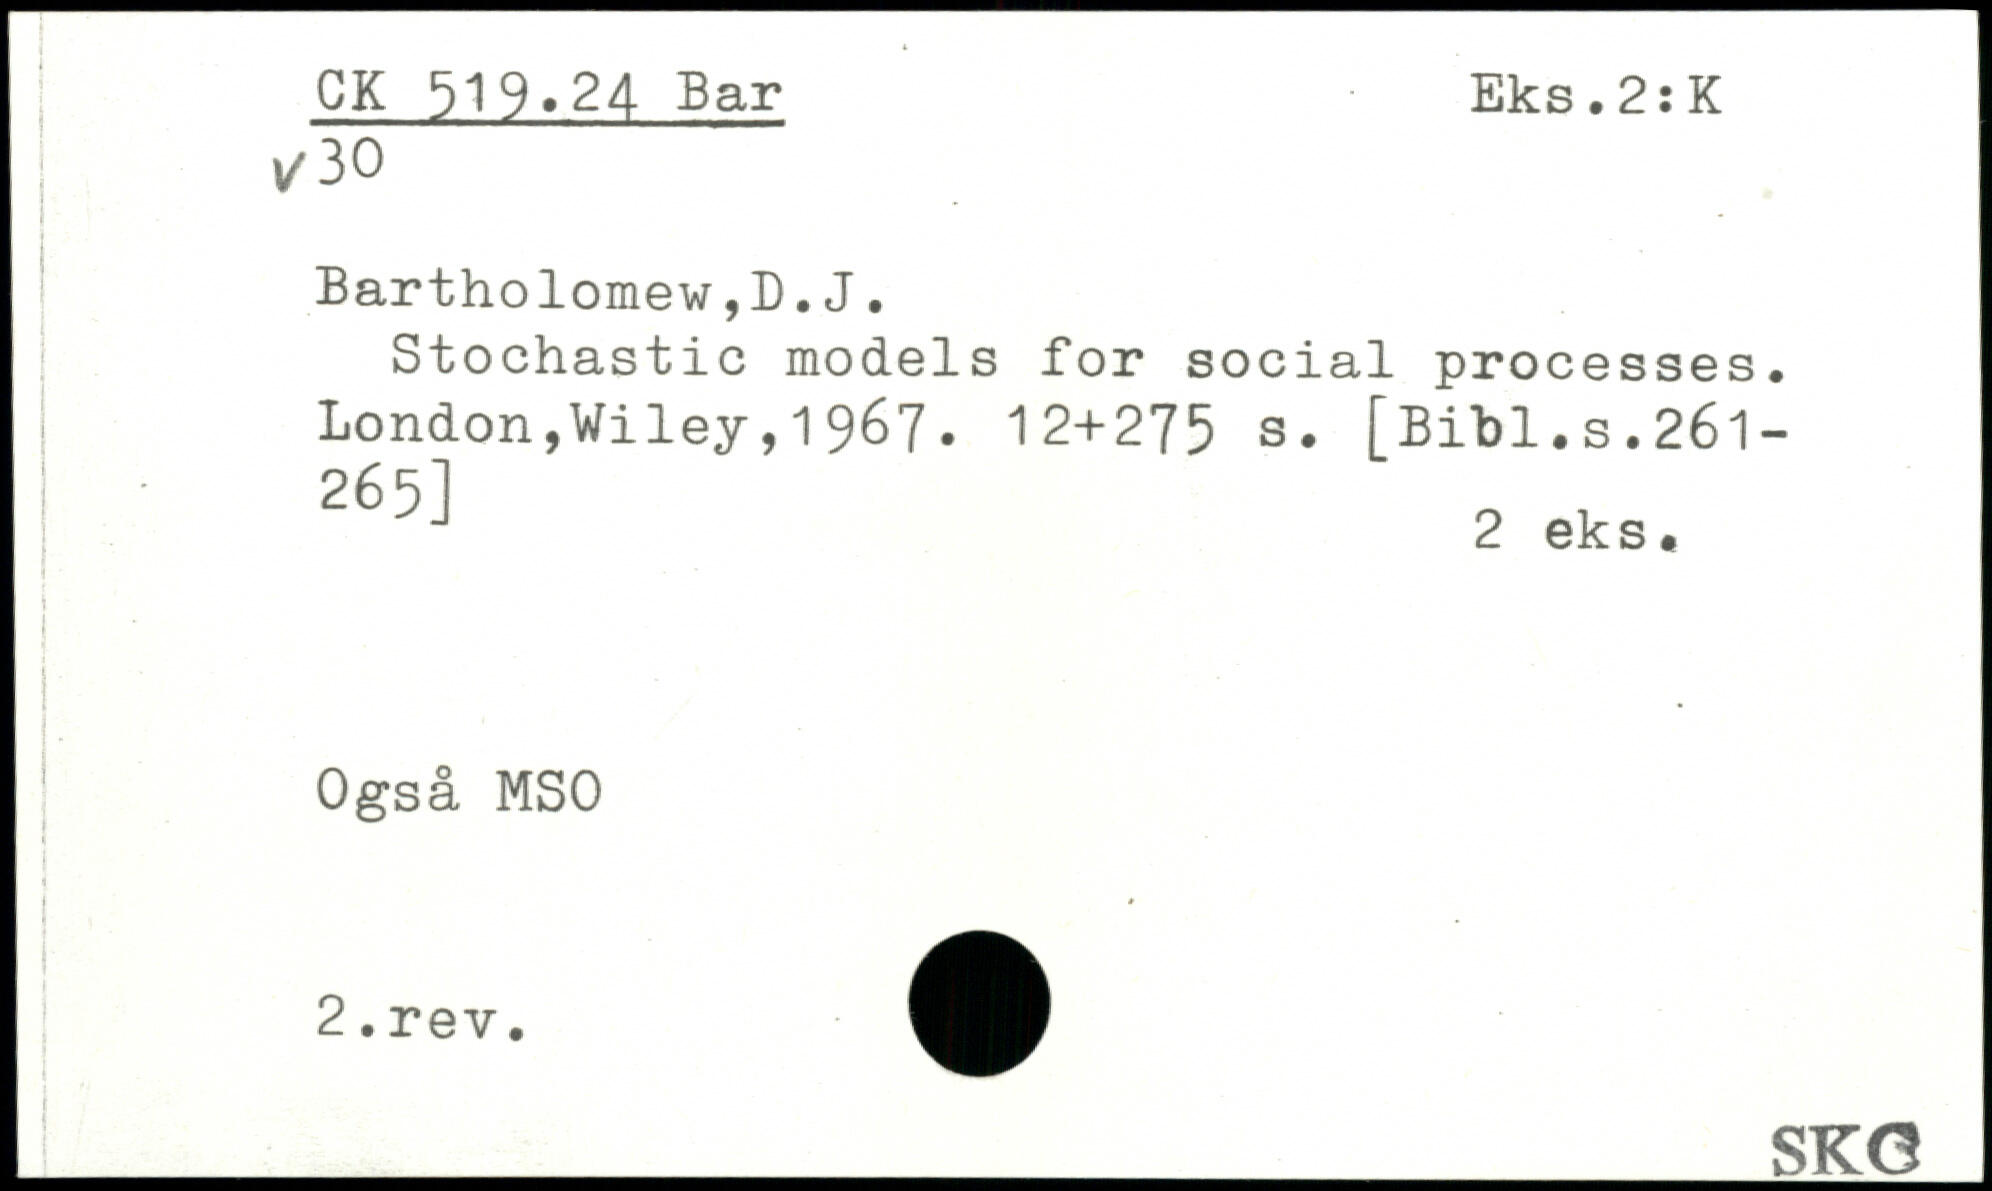 CK 519.24 Bar Eks.2:K
v 30
Bartholomew,D.J.
Stochastic models for social processes.
London,Wiley,1967. 12+275 s. [Bibl.s.261-
265]
2 eks.
Også MSO
2.rev.